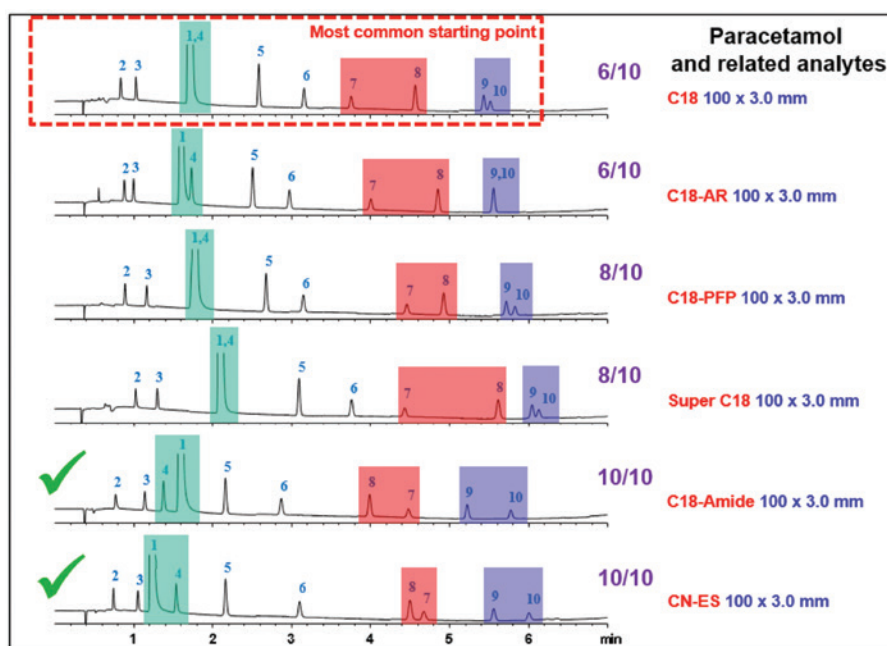 Most common starting point
2 3 1,4 5 6 7 8 9 10
6/10
Paracetamol
and related analytes
C18 100 x 3.0 mm
2 3 1 4 5 6 7 8 9,10
6/10
C18-AR 100 x 3.0 mm
2 3 1,4 5 6 7 8 9 10
8/10
C18-PFP 100 x 3.0 mm
2 3 1,4 5 6 7 8 9 10
8/10
Super C18 100 x 3.0 mm
2 3 4 1 5 6 8 7 9 10
10/10
C18-Amide 100 x 3.0 mm
2 3 1 4 5 6 8 7 9 10
10/10
CN-ES 100 x 3.0 mm
1 2 3 4 5 6 min